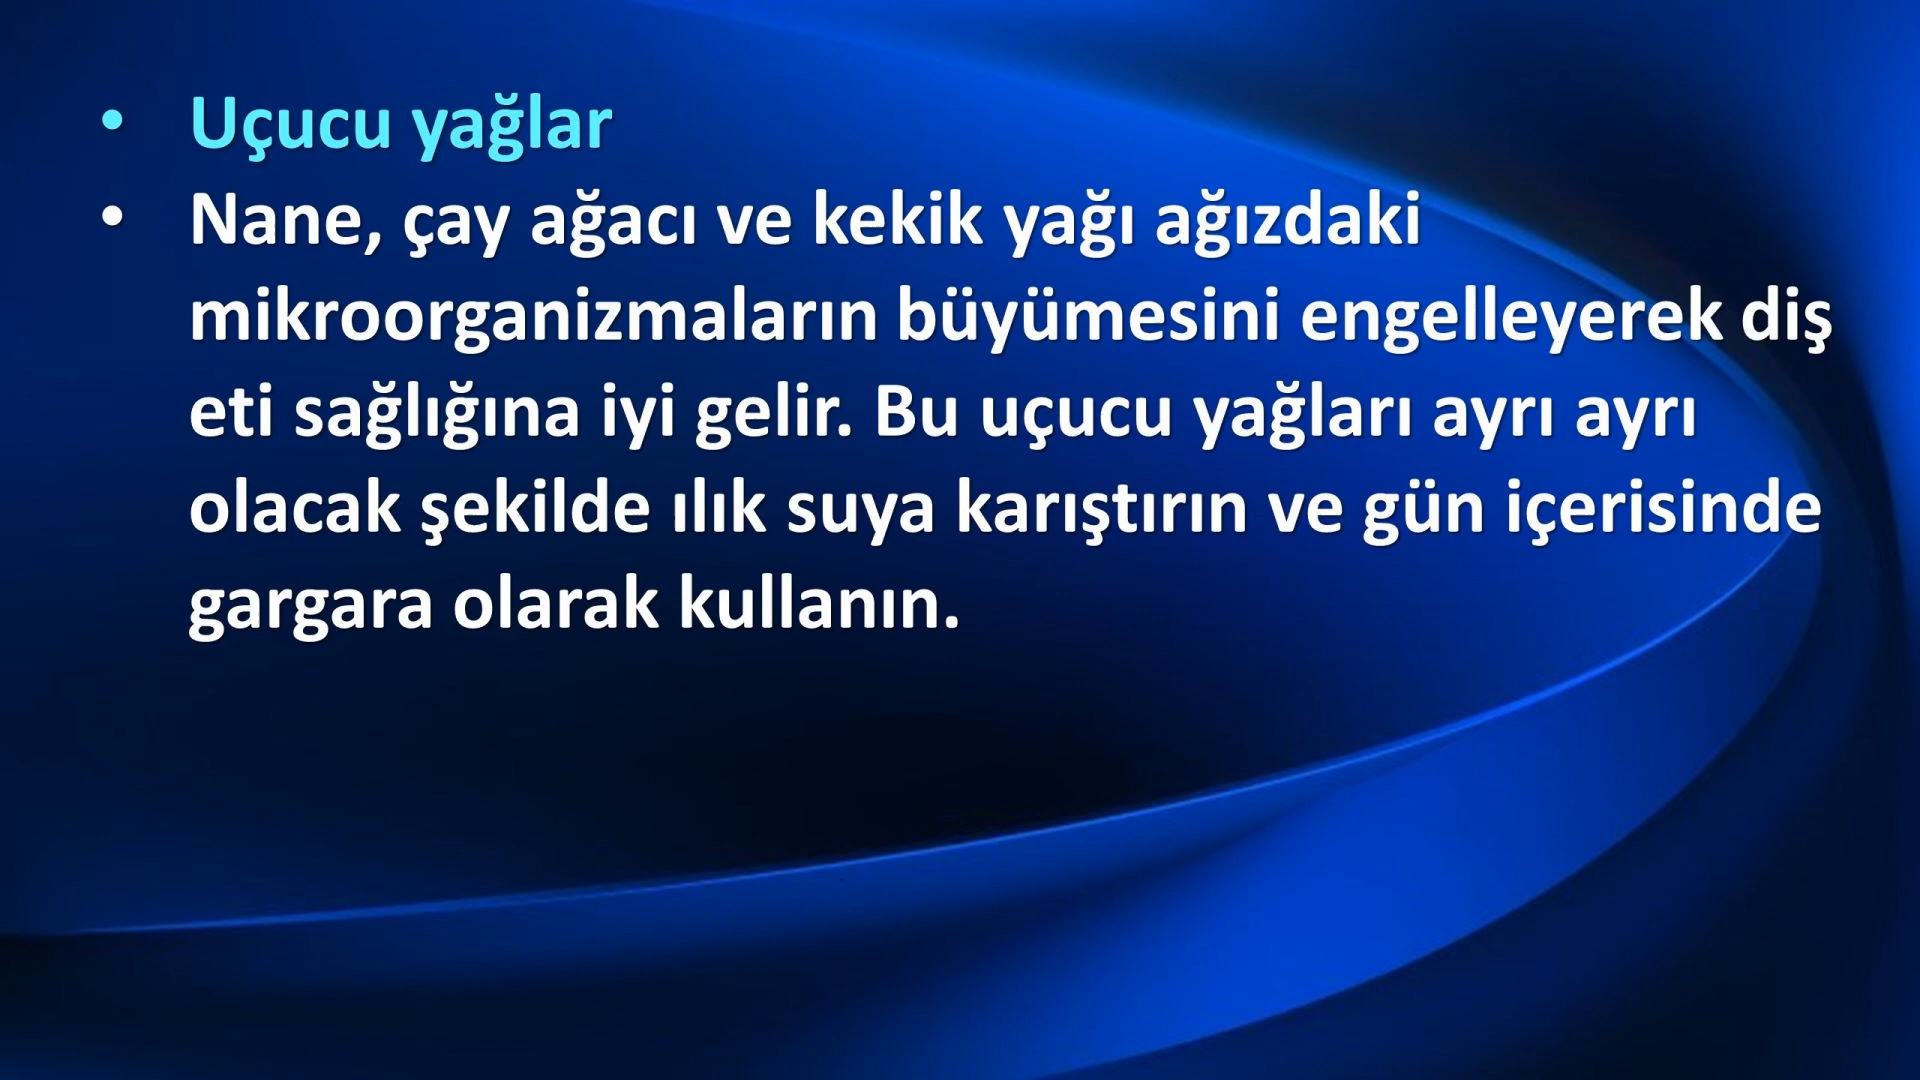 • Uçucu yağlar
• Nane, çay ağacı ve kekik yağı ağızdaki
mikroorganizmaların büyümesini engelleyerek diş
eti sağlığına iyi gelir. Bu uçucu yağları ayrı ayrı
olacak şekilde ılık suya karıştırın ve gün içerisinde
gargara olarak kullanın.